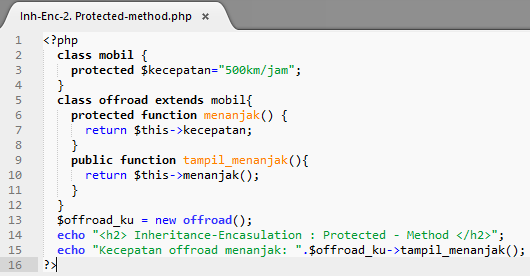 Inh-Enc-2. Protected-method.php ×
1 <?php
2 class mobil {
3 protected $kecepatan="500km/jam";
4 }
5 class offroad extends mobil{
6 protected function menanjak() {
7 return $this->kecepatan;
8 }
9 public function tampil_menanjak(){
10 return $this->menanjak();
11 }
12 }
13 $offroad_ku = new offroad();
14 echo "<h2> Inheritance-Encasulation : Protected - Method </h2>";
15 echo "Kecepatan offroad menanjak: ".$offroad_ku->tampil_menanjak();
16 ?>